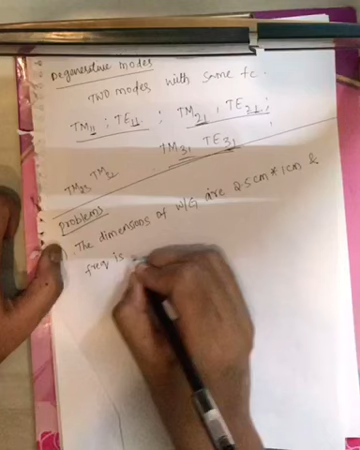 Degenerative modes
Two modes with same fc.
TM11 ; TE11 ; TM21 , TE21 ;
TM31 TE31 ;
TM23
Problems
1) The dimensions of W/G are 2.5cm * 1cm &
freq is